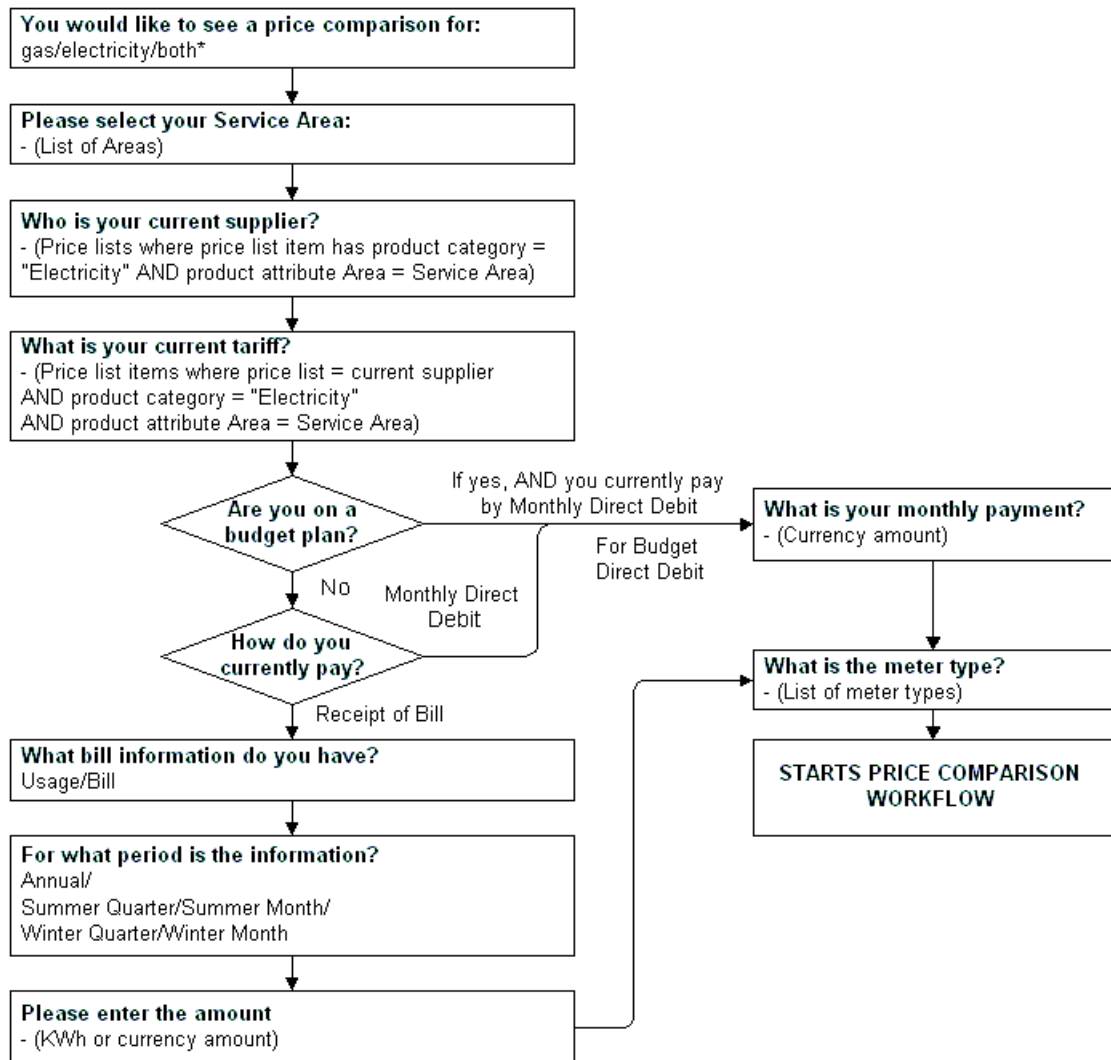 You would like to see a price comparison for:
gas/electricity/both*
Please select your Service Area:
- (List of Areas)
Who is your current supplier?
- (Price lists where price list item has product category =
"Electricity" AND product attribute Area = Service Area)
What is your current tariff?
- (Price list items where price list = current supplier
AND product category = "Electricity"
AND product attribute Area = Service Area)
Are you on a
budget plan?
If yes, AND you currently pay
by Monthly Direct Debit
For Budget
Direct Debit
What is your monthly payment?
- (Currency amount)
No
Monthly Direct
Debit
How do you
currently pay?
What is the meter type?
- (List of meter types)
Receipt of Bill
What bill information do you have?
Usage/Bill
STARTS PRICE COMPARISON
WORKFLOW
For what period is the information?
Annual/
Summer Quarter/Summer Month/
Winter Quarter/Winter Month
Please enter the amount
- (KWh or currency amount)